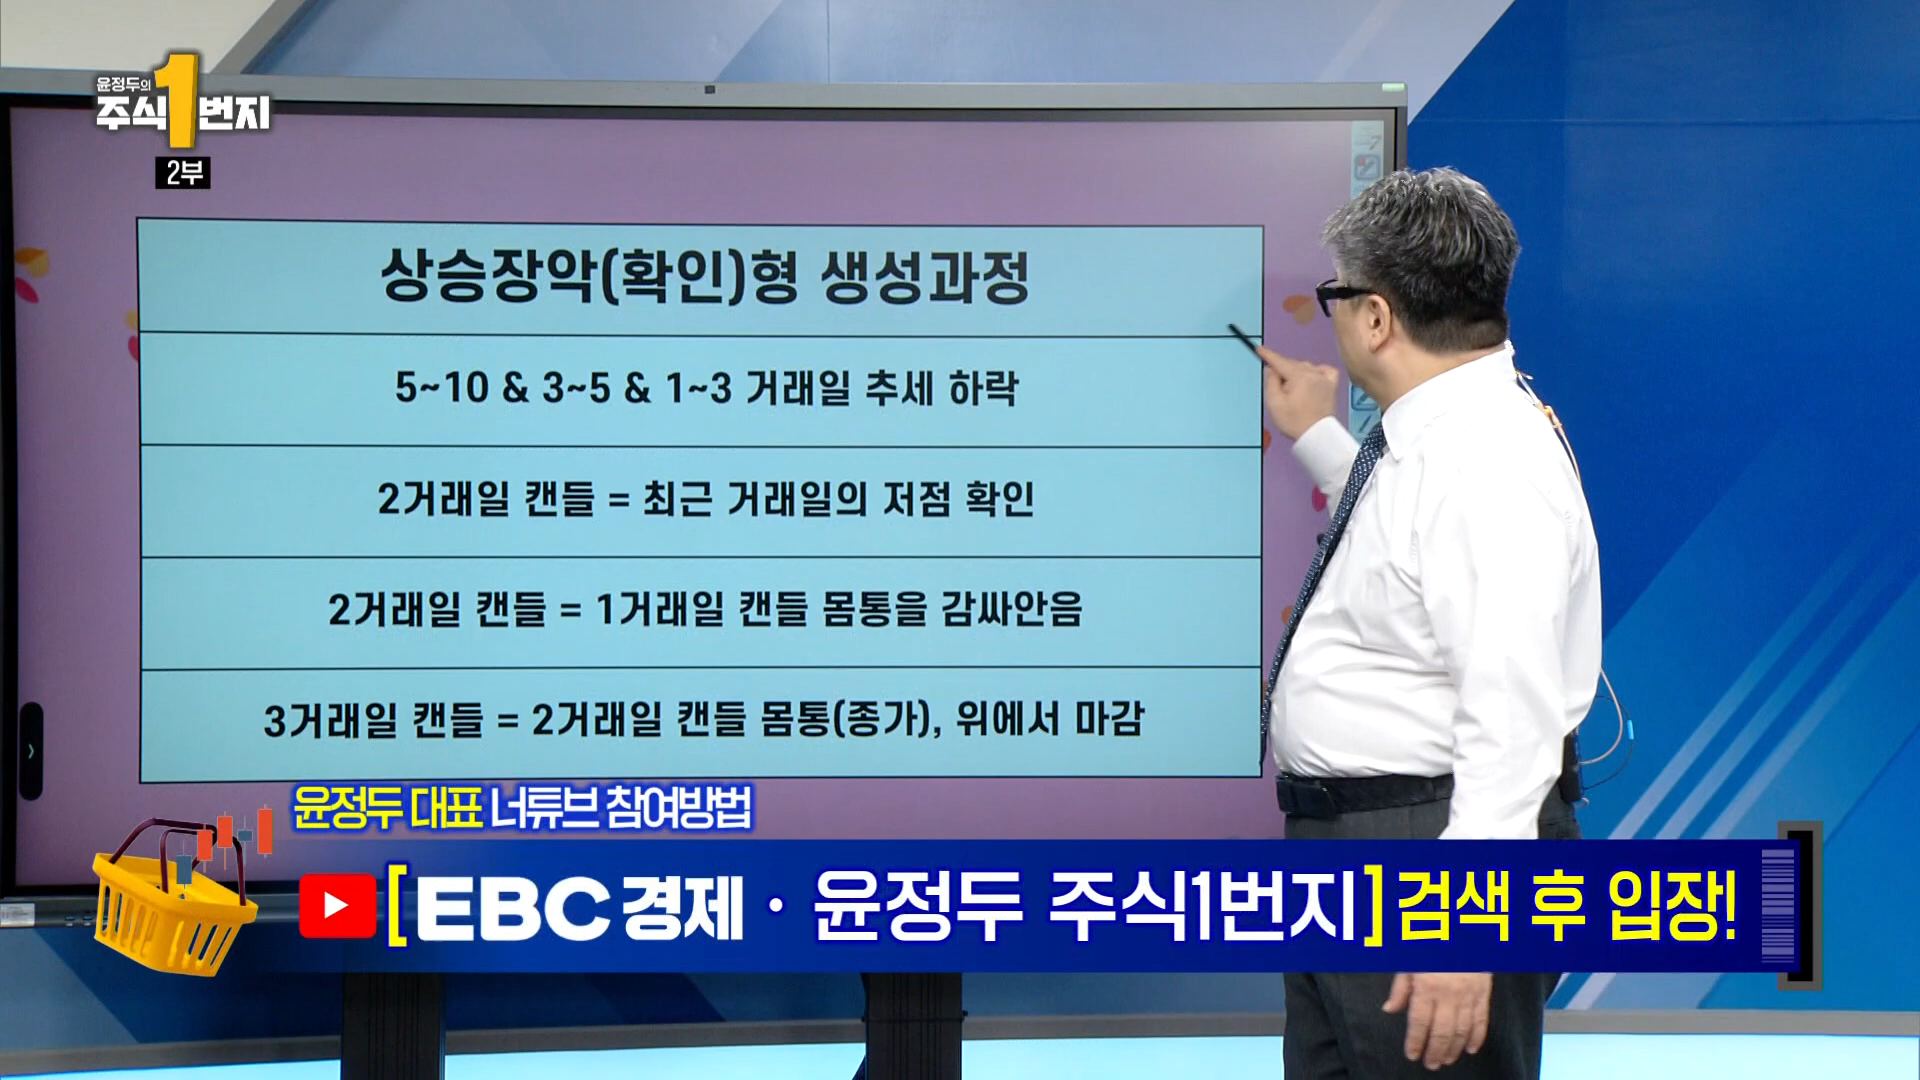 윤정두의
주식1번지
2부
상승장악(확인)형 생성과정
5~10 & 3~5 & 1~3 거래일 추세 하락
2거래일 캔들 = 최근 거래일의 저점 확인
2거래일 캔들 = 1거래일 캔들 몸통을 감싸안음
3거래일 캔들 = 2거래일 캔들 몸통(종가), 위에서 마감
윤정두 대표 너튜브 참여방법
[EBC경제 · 윤정두 주식1번지] 검색 후 입장!